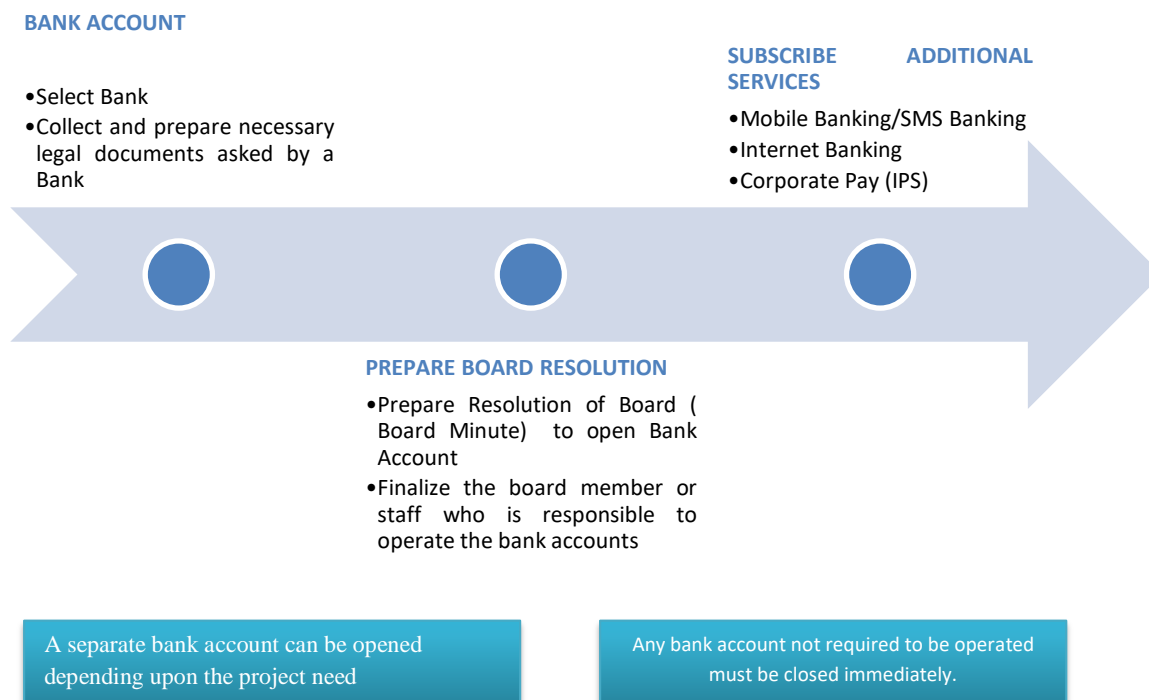 BANK ACCOUNT
•Select Bank
•Collect and prepare necessary
legal documents asked by a
Bank
PREPARE BOARD RESOLUTION
•Prepare Resolution of Board (
Board Minute) to open Bank
Account
•Finalize the board member or
staff who is responsible to
operate the bank accounts
SUBSCRIBE ADDITIONAL
SERVICES
•Mobile Banking/SMS Banking
•Internet Banking
•Corporate Pay (IPS)
A separate bank account can be opened
depending upon the project need
Any bank account not required to be operated
must be closed immediately.